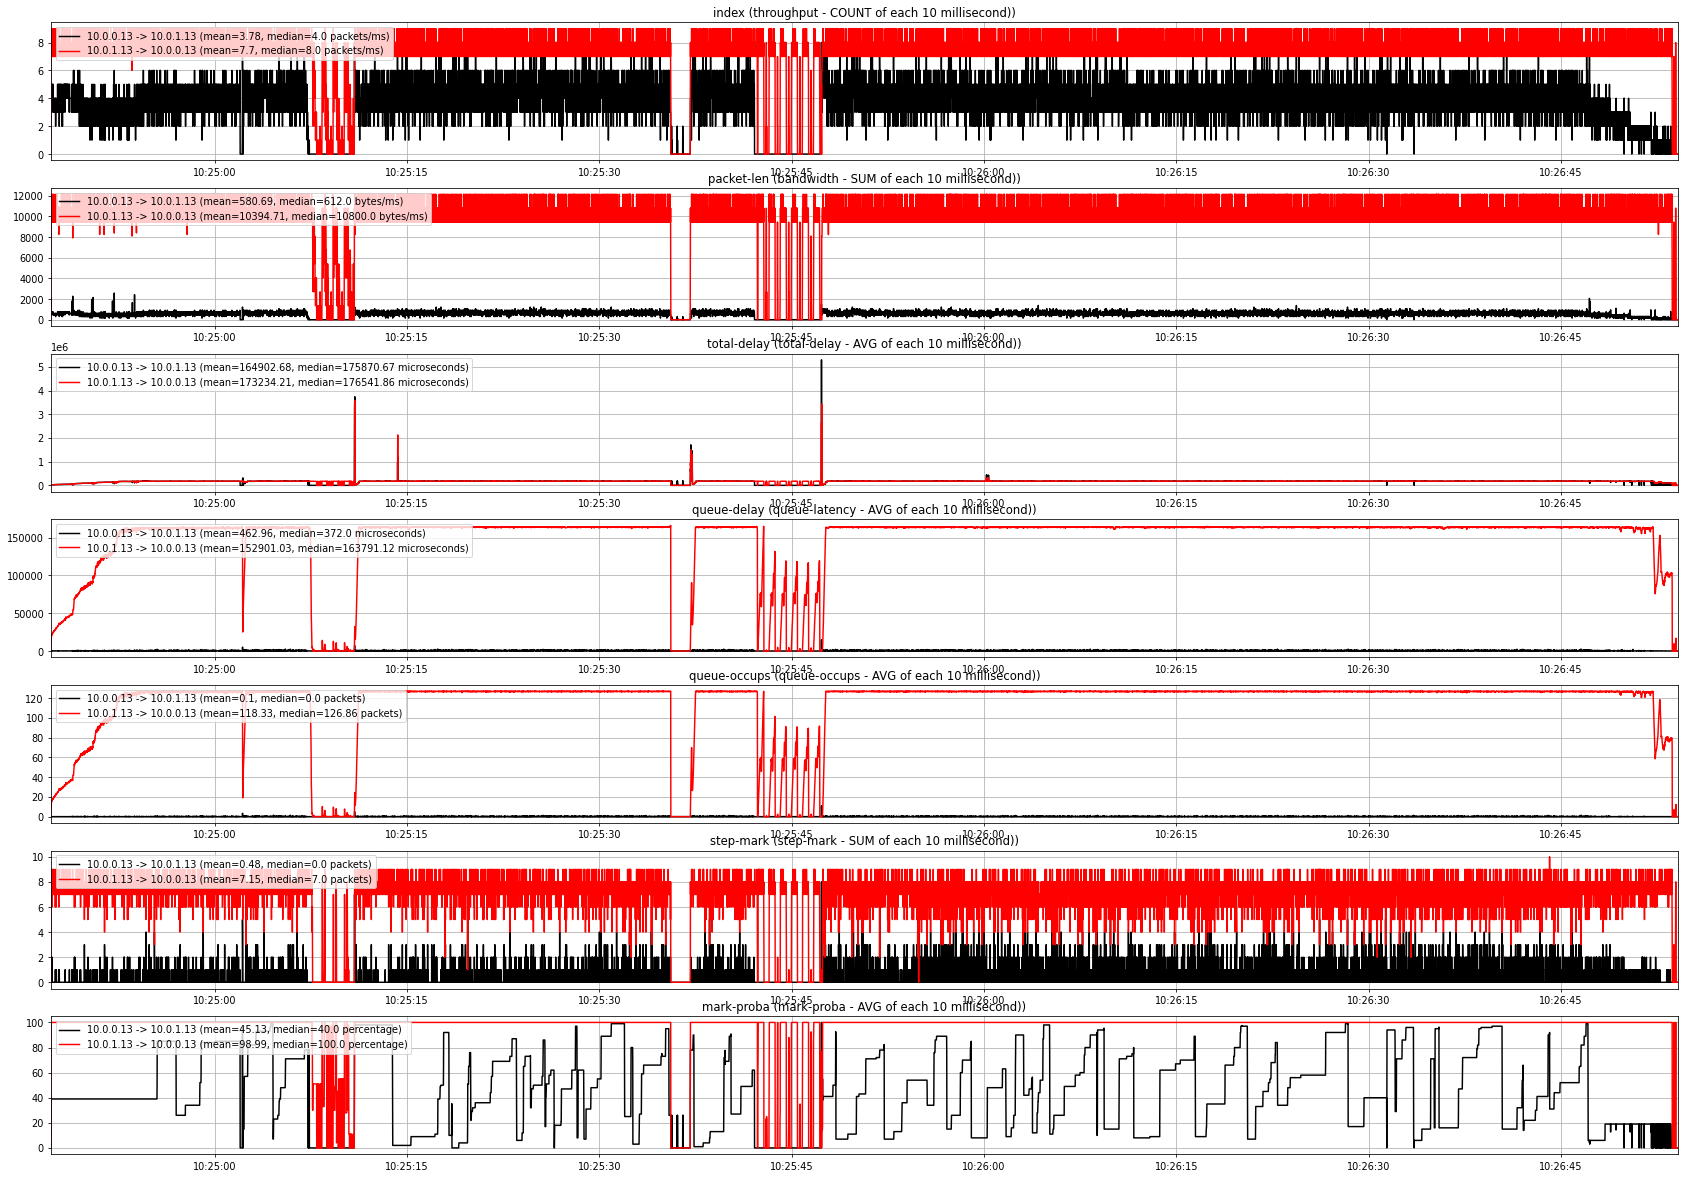 index (throughput - COUNT of each 10 millisecond))
10.0.0.13 -> 10.0.1.13 (mean=3.78, median=4.0 packets/ms)
10.0.1.13 -> 10.0.0.13 (mean=7.7, median=8.0 packets/ms)
8
6
4
2
0
10:25:00 10:25:15 10:25:30 10:25:45 10:26:00 10:26:15 10:26:30 10:26:45
packet-len (bandwidth - SUM of each 10 millisecond))
10.0.0.13 -> 10.0.1.13 (mean=580.69, median=612.0 bytes/ms)
10.0.1.13 -> 10.0.0.13 (mean=10394.71, median=10800.0 bytes/ms)
12000
10000
8000
6000
4000
2000
0
10:25:00 10:25:15 10:25:30 10:25:45 10:26:00 10:26:15 10:26:30 10:26:45
total-delay (total-delay - AVG of each 10 millisecond))
1e6
10.0.0.13 -> 10.0.1.13 (mean=164902.68, median=175870.67 microseconds)
10.0.1.13 -> 10.0.0.13 (mean=173234.21, median=176541.86 microseconds)
5
4
3
2
1
0
10:25:00 10:25:15 10:25:30 10:25:45 10:26:00 10:26:15 10:26:30 10:26:45
queue-delay (queue-latency - AVG of each 10 millisecond))
10.0.0.13 -> 10.0.1.13 (mean=462.96, median=372.0 microseconds)
10.0.1.13 -> 10.0.0.13 (mean=152901.03, median=163791.12 microseconds)
150000
100000
50000
0
10:25:00 10:25:15 10:25:30 10:25:45 10:26:00 10:26:15 10:26:30 10:26:45
queue-occups (queue-occups - AVG of each 10 millisecond))
10.0.0.13 -> 10.0.1.13 (mean=0.1, median=0.0 packets)
10.0.1.13 -> 10.0.0.13 (mean=118.33, median=126.86 packets)
120
100
80
60
40
20
0
10:25:00 10:25:15 10:25:30 10:25:45 10:26:00 10:26:15 10:26:30 10:26:45
step-mark (step-mark - SUM of each 10 millisecond))
10.0.0.13 -> 10.0.1.13 (mean=0.48, median=0.0 packets)
10.0.1.13 -> 10.0.0.13 (mean=7.15, median=7.0 packets)
10
8
6
4
2
0
10:25:00 10:25:15 10:25:30 10:25:45 10:26:00 10:26:15 10:26:30 10:26:45
mark-proba (mark-proba - AVG of each 10 millisecond))
10.0.0.13 -> 10.0.1.13 (mean=45.13, median=40.0 percentage)
10.0.1.13 -> 10.0.0.13 (mean=98.99, median=100.0 percentage)
100
80
60
40
20
0
10:25:00 10:25:15 10:25:30 10:25:45 10:26:00 10:26:15 10:26:30 10:26:45